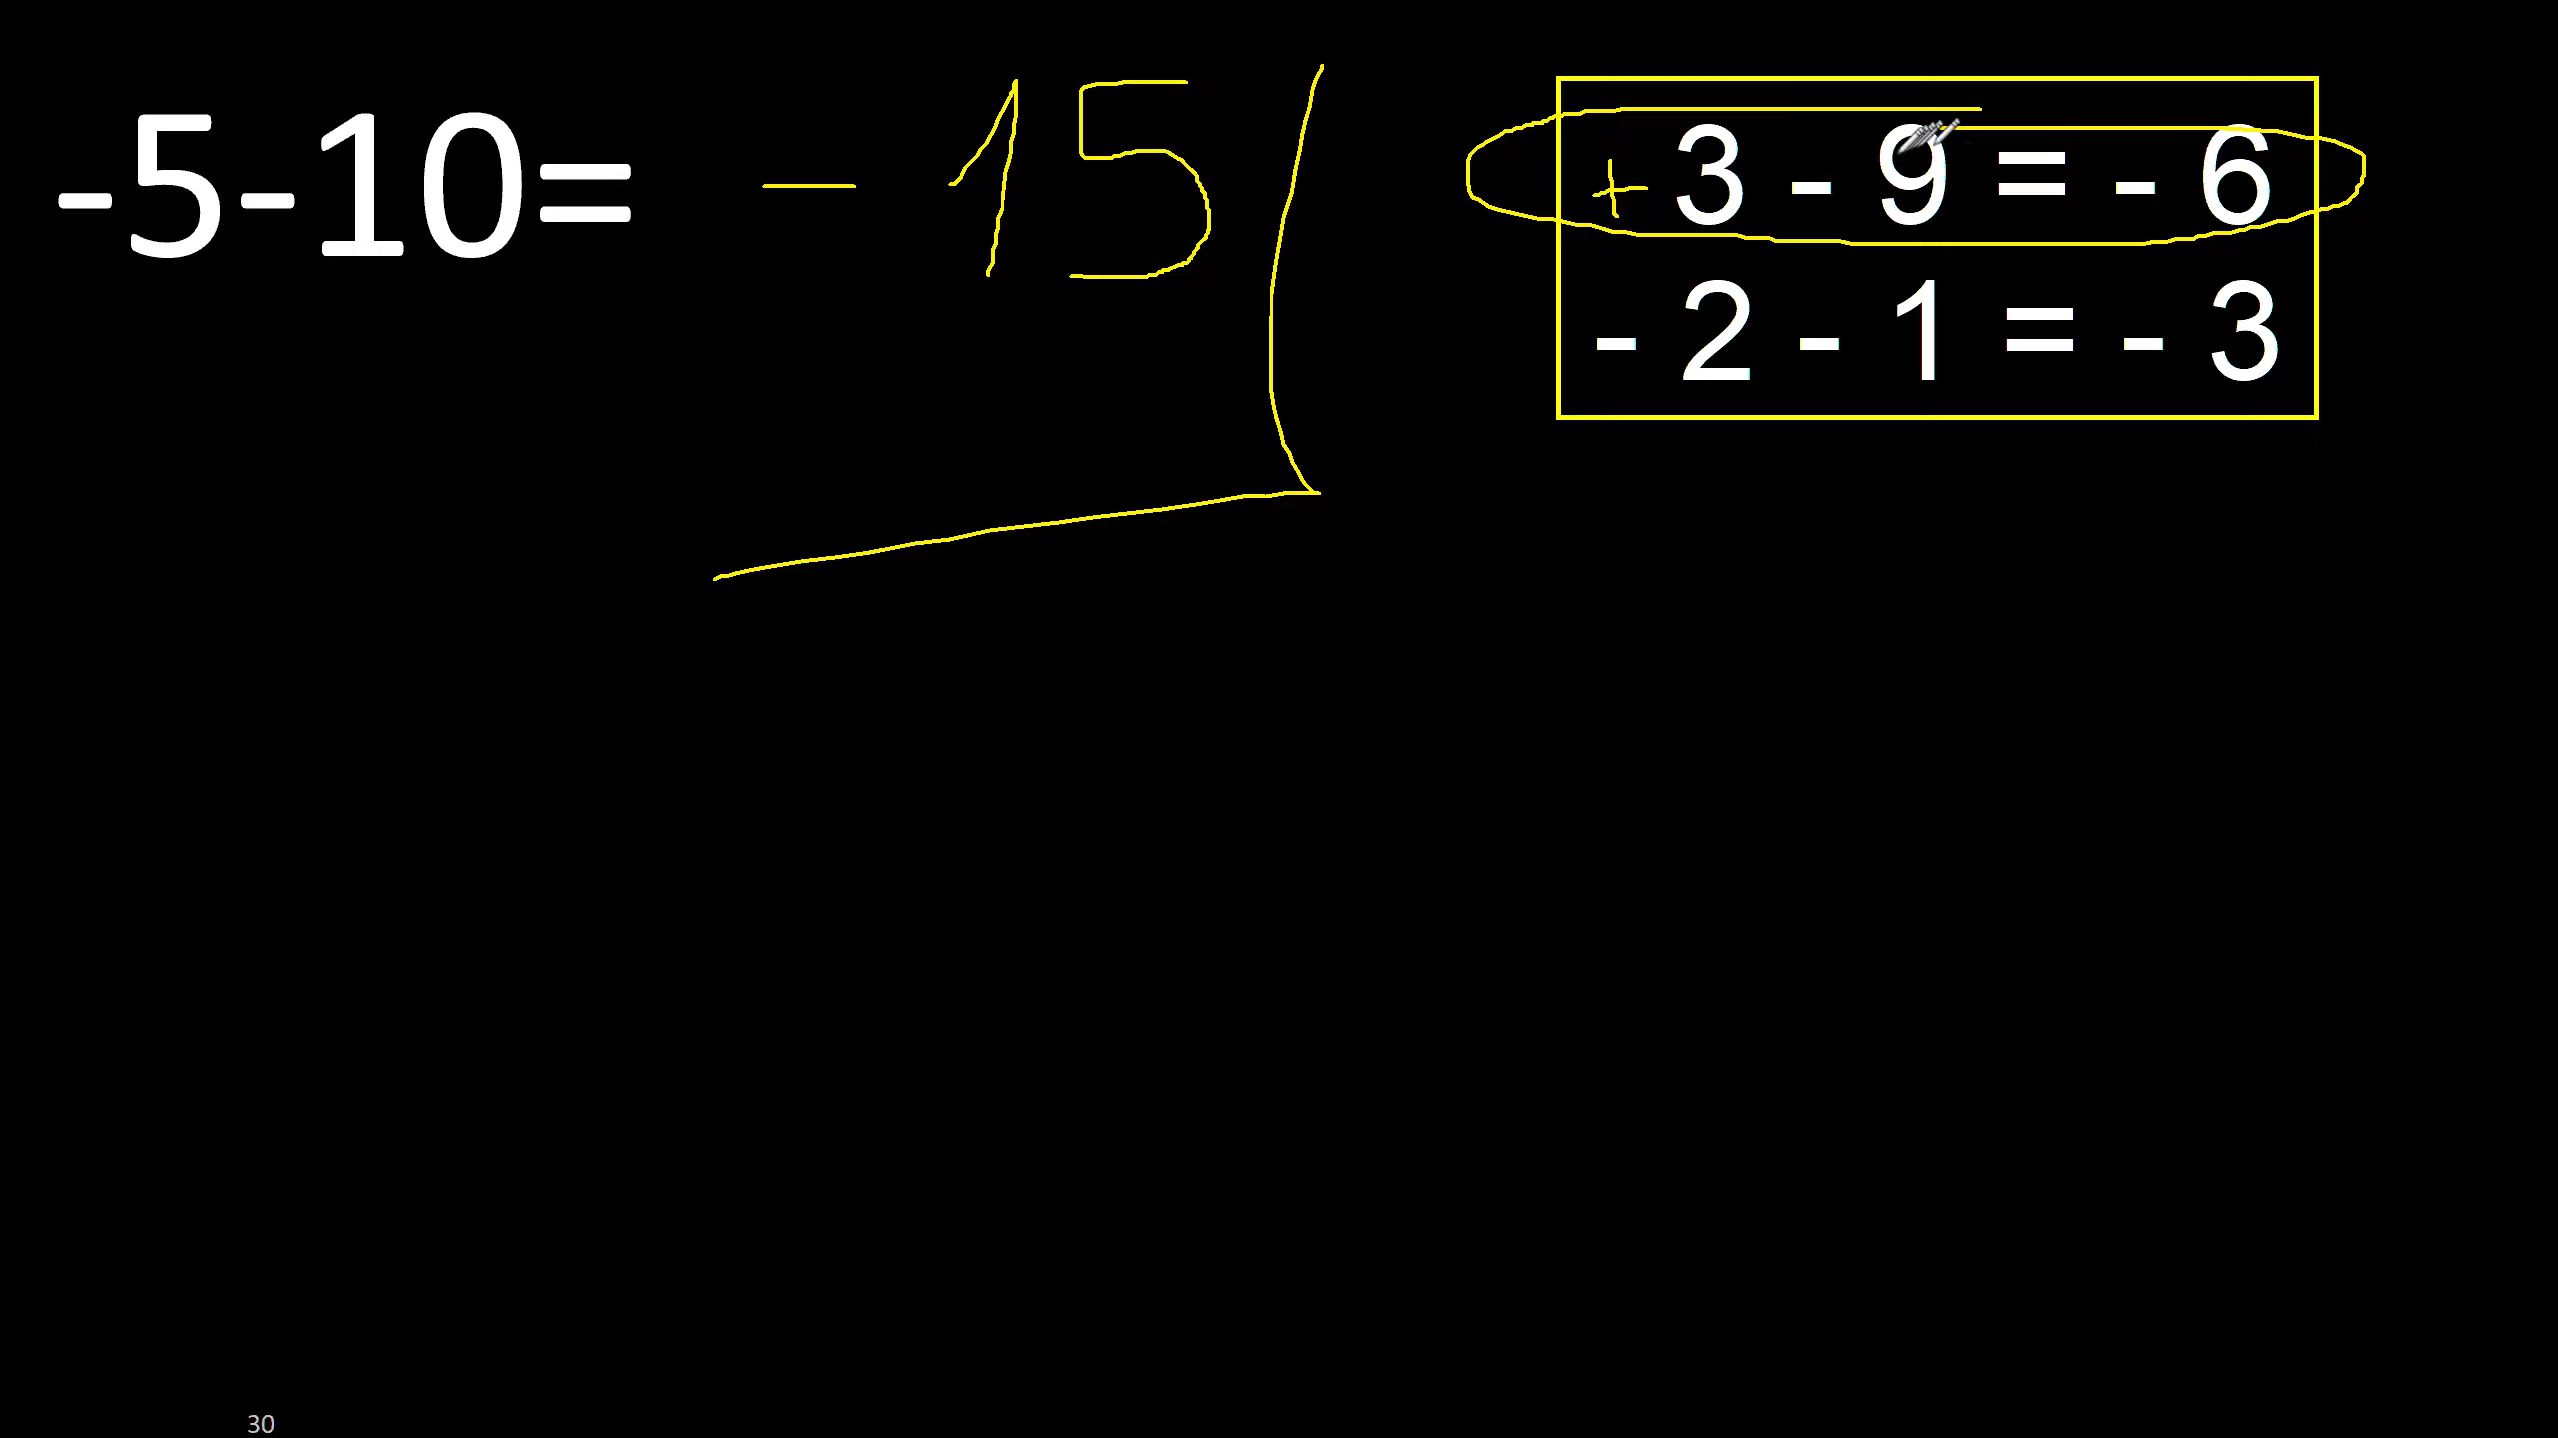 -5-10= - 15
+ 3 - 9 = - 6
- 2 - 1 = - 3
30